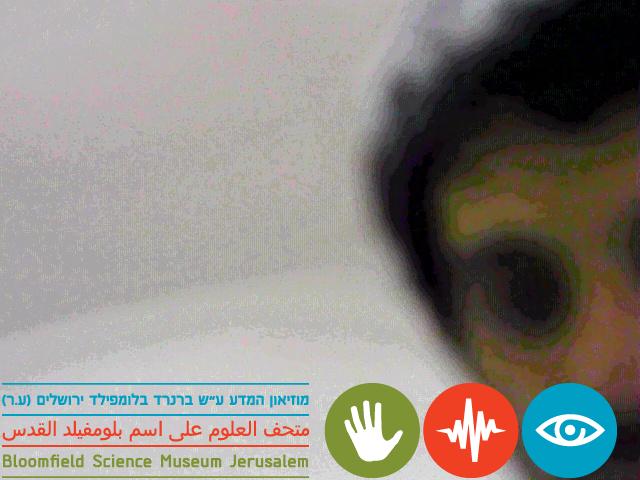 מוזיאון המדע ע״ש ברנרד בלומפילד ירושלים (ע.ר)
متحف العلوم على اسم بلومفيلد القدس
Bloomfield Science Museum Jerusalem